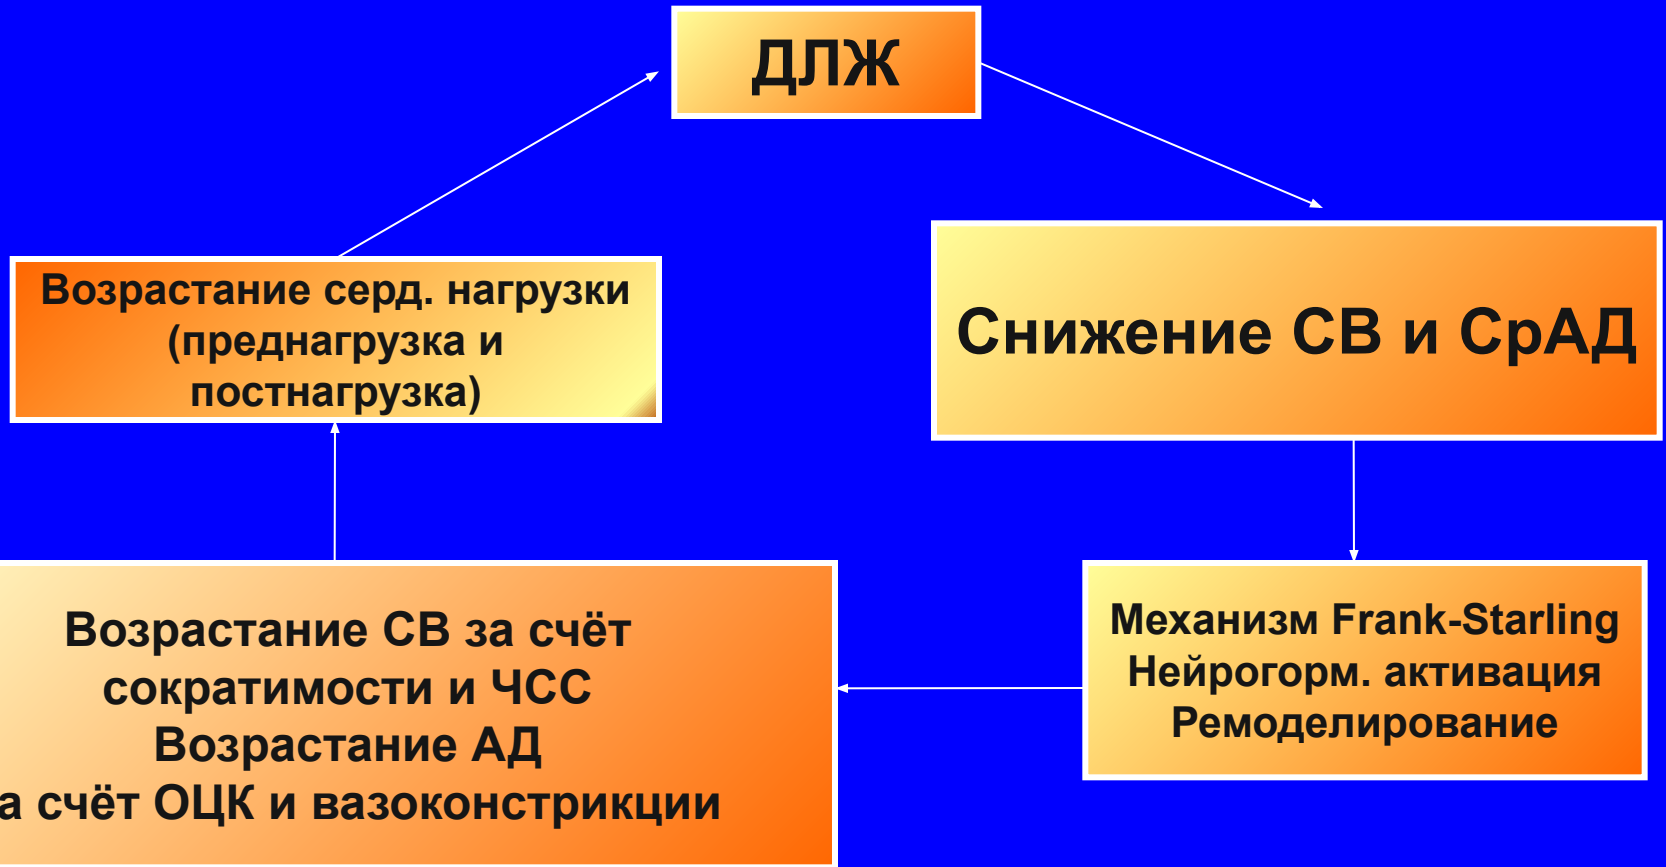 ДЛЖ
Возрастание серд. нагрузки
(преднагрузка и
постнагрузка)
Снижение СВ и СрАД
Возрастание СВ за счёт
сократимости и ЧСС
Возрастание АД
а счёт ОЦК и вазоконстрикции
Механизм Frank-Starling
Нейрогорм. активация
Ремоделирование